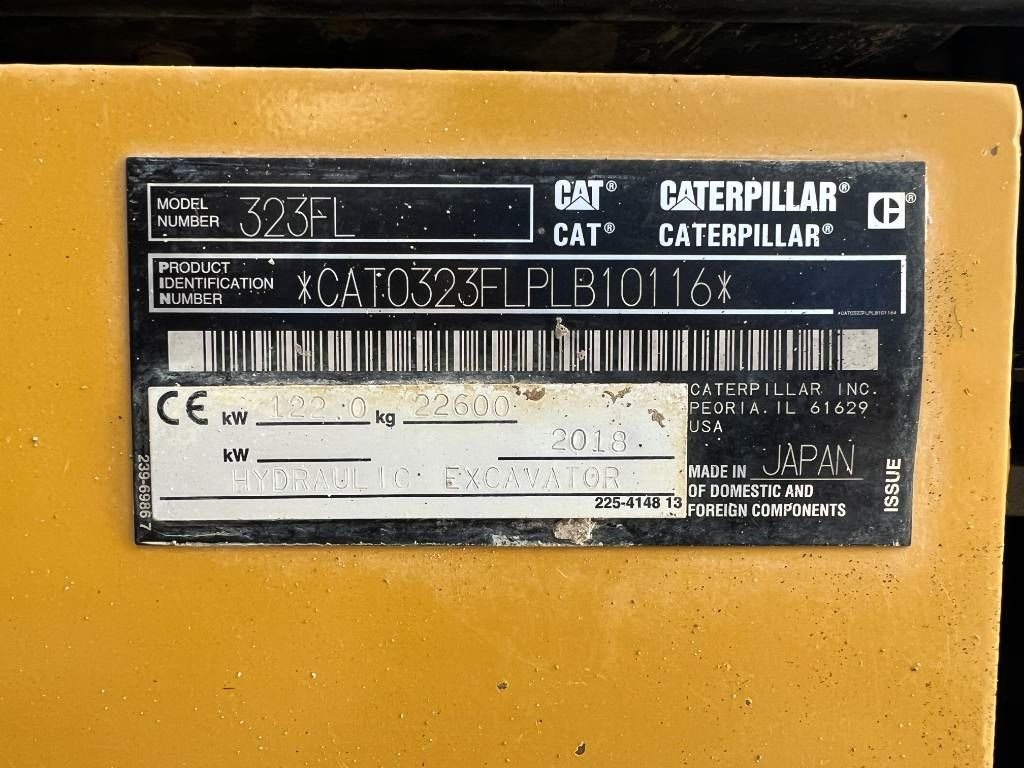 MODEL NUMBER 323FL
CAT® CATERPILLAR®
CAT® CATERPILLAR®
C®
PRODUCT IDENTIFICATION NUMBER *CAT0323FLPLB10116*
*CAT0323FLPLB10116*
CE kW 122.0 kg 22600
kW 2018
HYDRAULIC EXCAVATOR
225-4148 13
239-6986 7
CATERPILLAR INC.
PEORIA. IL 61629
USA
MADE IN JAPAN
OF DOMESTIC AND
FOREIGN COMPONENTS
ISSUE